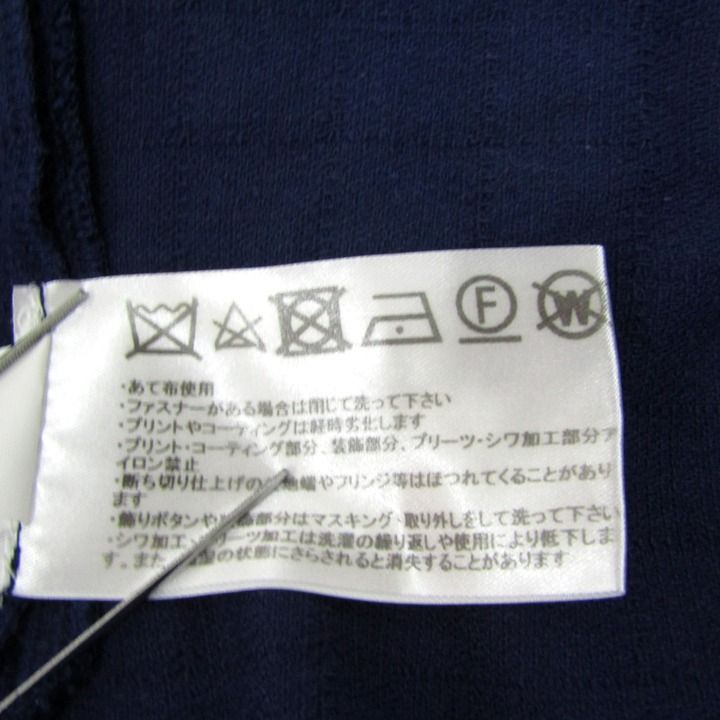 F W
・あて布使用
・ファスナーがある場合は閉じて洗って下さい
・プリントやコーティングは経時劣化します
・プリント・コーティング部分、装飾部分、プリーツ・シワ加工部分ア
イロン禁止
・断ち切り仕上げの 端やフリンジ等はほつれてくることがあり
ます
・飾りボタンや 飾部分はマスキング、取り外しをして洗って下さい
・シワ加工、プリーツ加工は洗濯の繰り返しや使用により低下しま
す。また、 湿の状態にさらされると消失することがあります